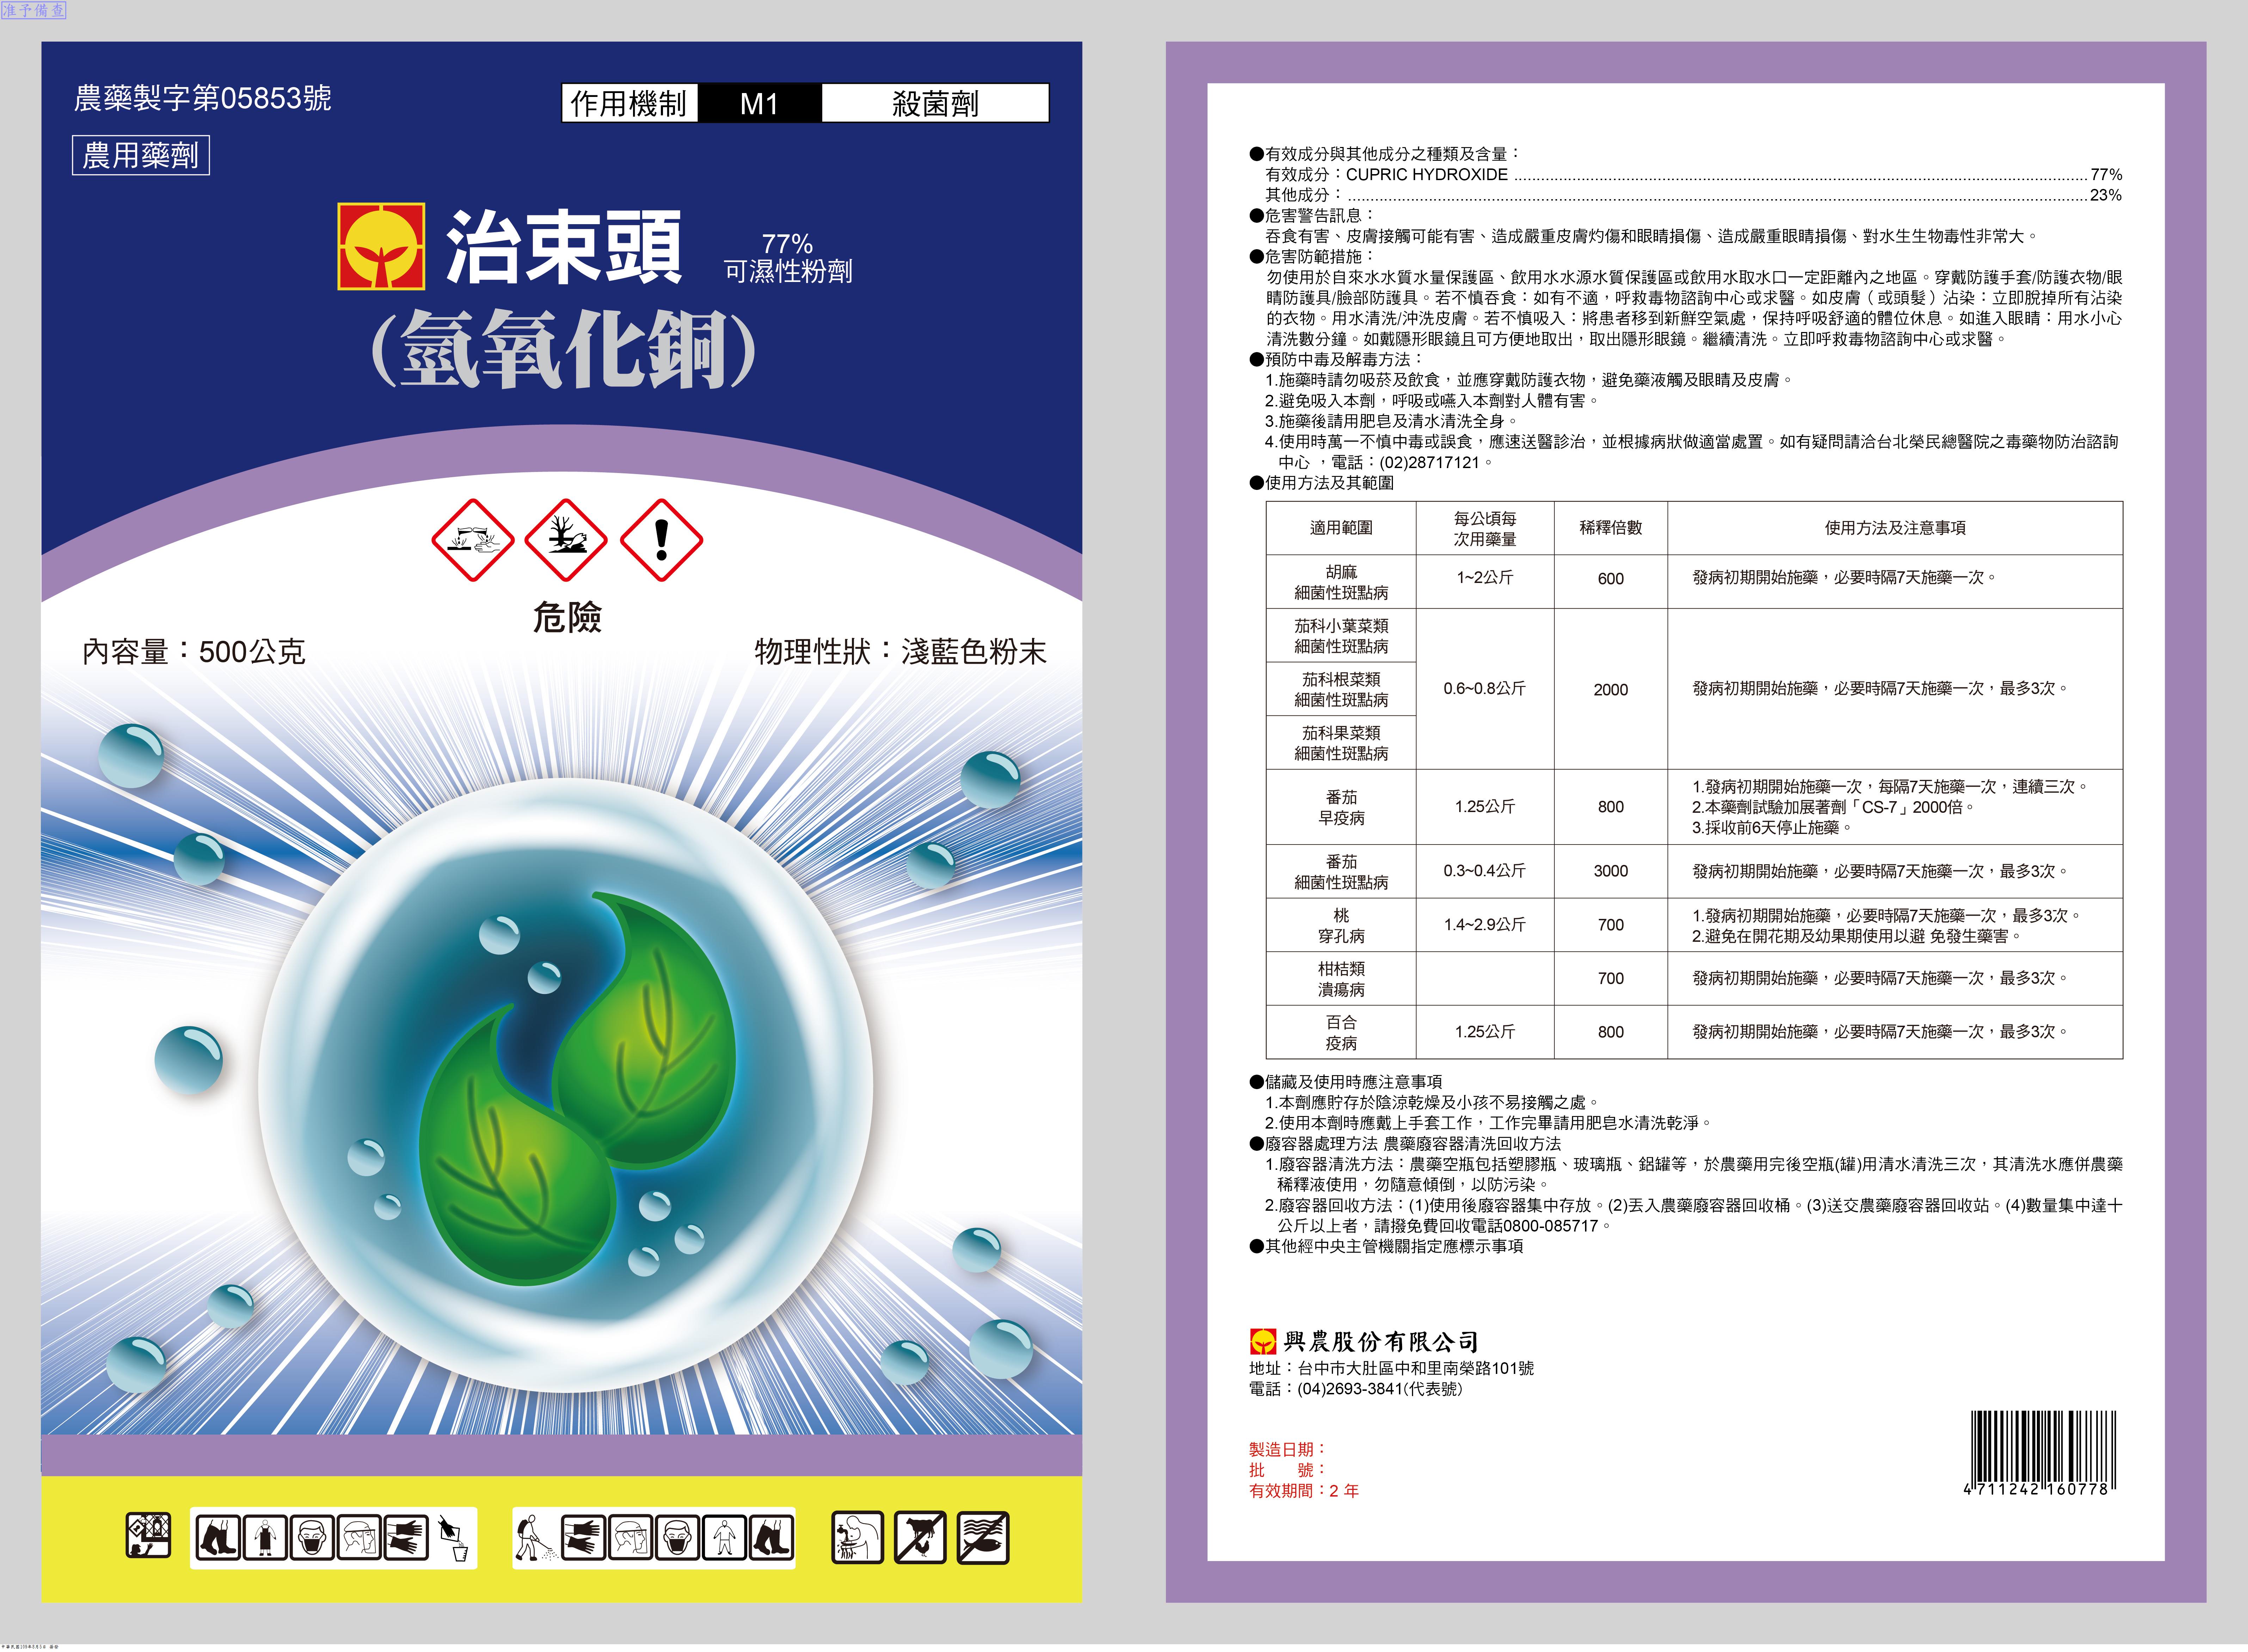 准予備查
農藥製字第05853號
作用機制 M1 殺菌劑
農用藥劑
治束頭
77%
可濕性粉劑
(氫氧化銅)
危險
內容量：500公克
物理性狀：淺藍色粉末
●有效成分與其他成分之種類及含量：
有效成分：CUPRIC HYDROXIDE ........ 77%
其他成分：........ 23%
●危害警告訊息：
吞食有害、皮膚接觸可能有害、造成嚴重皮膚灼傷和眼睛損傷、造成嚴重眼睛損傷、對水生生物毒性非常大。
●危害防範措施：
勿使用於自來水水質水量保護區、飲用水水源水質保護區或飲用水取水口一定距離內之地區。穿戴防護手套/防護衣物/眼
睛防護具/臉部防護具。若不慎吞食：如有不適，呼救毒物諮詢中心或求醫。如皮膚（或頭髮）沾染：立即脫掉所有沾染
的衣物。用水清洗/沖洗皮膚。若不慎吸入：將患者移到新鮮空氣處，保持呼吸舒適的體位休息。如進入眼睛：用水小心
清洗數分鐘。如戴隱形眼鏡且可方便地取出，取出隱形眼鏡。繼續清洗。立即呼救毒物諮詢中心或求醫。
●預防中毒及解毒方法：
1.施藥時請勿吸菸及飲食，並應穿戴防護衣物，避免藥液觸及眼睛及皮膚。
2.避免吸入本劑，呼吸或嚥入本劑對人體有害。
3.施藥後請用肥皂及清水清洗全身。
4.使用時萬一不慎中毒或誤食，應速送醫診治，並根據病狀做適當處置。如有疑問請洽台北榮民總醫院之毒藥物防治諮詢
中心 ，電話：(02)28717121。
●使用方法及其範圍
適用範圍 每公頃每次用藥量 稀釋倍數 使用方法及注意事項
胡麻
細菌性斑點病 1~2公斤 600 發病初期開始施藥，必要時隔7天施藥一次。
茄科小葉菜類
細菌性斑點病
茄科根菜類
細菌性斑點病 0.6~0.8公斤 2000 發病初期開始施藥，必要時隔7天施藥一次，最多3次。
茄科果菜類
細菌性斑點病
番茄
早疫病 1.25公斤 800
1.發病初期開始施藥一次，每隔7天施藥一次，連續三次。
2.本藥劑試驗加展著劑「CS-7」2000倍。
3.採收前6天停止施藥。
番茄
細菌性斑點病 0.3~0.4公斤 3000 發病初期開始施藥，必要時隔7天施藥一次，最多3次。
桃
穿孔病 1.4~2.9公斤 700
1.發病初期開始施藥，必要時隔7天施藥一次，最多3次。
2.避免在開花期及幼果期使用以避 免發生藥害。
柑桔類
潰瘍病 700 發病初期開始施藥，必要時隔7天施藥一次，最多3次。
百合
疫病 1.25公斤 800 發病初期開始施藥，必要時隔7天施藥一次，最多3次。
●儲藏及使用時應注意事項
1.本劑應貯存於陰涼乾燥及小孩不易接觸之處。
2.使用本劑時應戴上手套工作，工作完畢請用肥皂水清洗乾淨。
●廢容器處理方法 農藥廢容器清洗回收方法
1.廢容器清洗方法：農藥空瓶包括塑膠瓶、玻璃瓶、鋁罐等，於農藥用完後空瓶(罐)用清水清洗三次，其清洗水應併農藥
稀釋液使用，勿隨意傾倒，以防污染。
2.廢容器回收方法：(1)使用後廢容器集中存放。(2)丟入農藥廢容器回收桶。(3)送交農藥廢容器回收站。(4)數量集中達十
公斤以上者，請撥免費回收電話0800-085717。
●其他經中央主管機關指定應標示事項
興農股份有限公司
地址：台中市大肚區中和里南榮路101號
電話：(04)2693-3841(代表號)
製造日期：
批 號：
有效期間：2 年
4 711242 160778